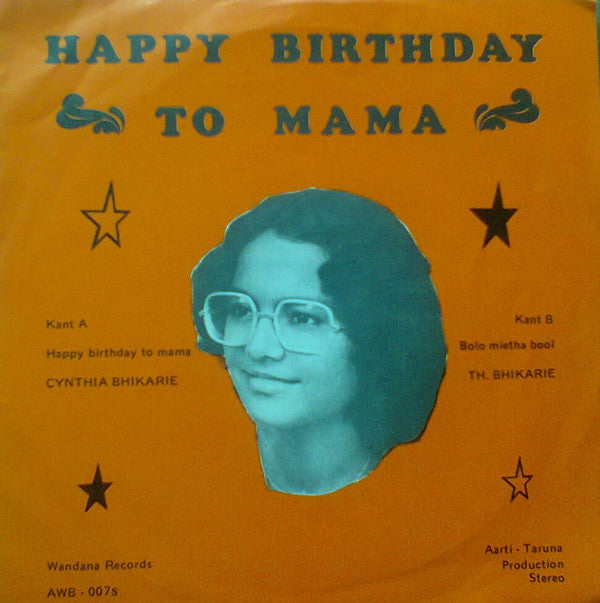 HAPPY BIRTHDAY
TO MAMA
Kant A
Happy birthday to mama
CYNTHIA BHIKARIE
Kant B
Bolo mietha bool
TH. BHIKARIE
Wandana Records
AWB - 007s
Aarti - Taruna
Production
Stereo